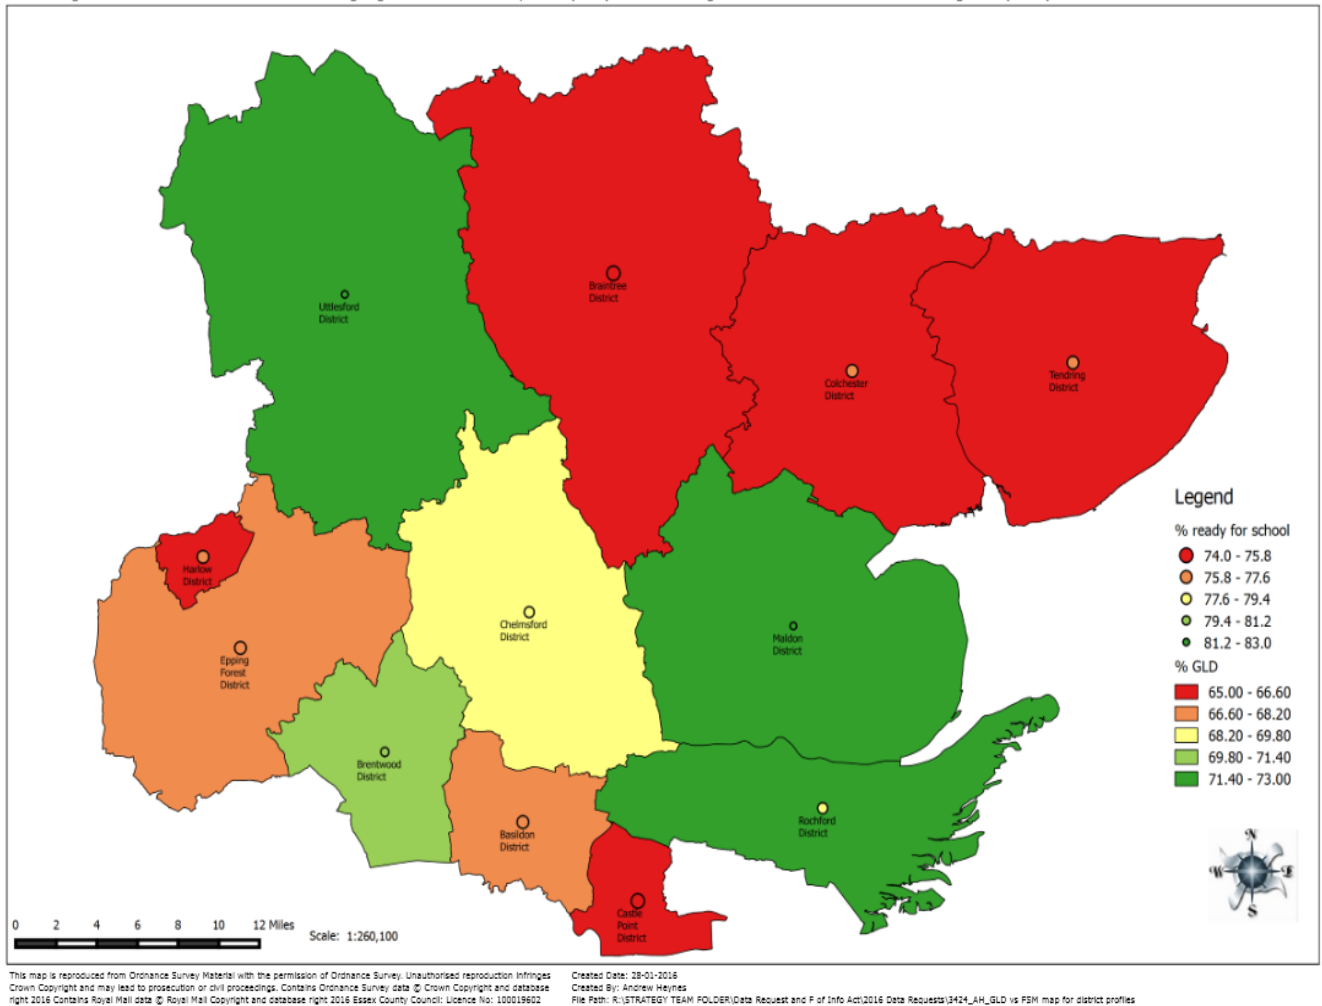 Uttlesford
District
Braintree
District
Colchester
District
Tendring
District
Harlow
District
Epping
Forest
District
Chelmsford
District
Maldon
District
Brentwood
District
Basildon
District
Rochford
District
Castle
Point
District
Legend
% ready for school
74.0 - 75.8
75.8 - 77.6
77.6 - 79.4
79.4 - 81.2
81.2 - 83.0
% GLD
65.00 - 66.60
66.60 - 68.20
68.20 - 69.80
69.80 - 71.40
71.40 - 73.00
N
W E
S
0 2 4 6 8 10 12 Miles
Scale: 1:260,100
This map is reproduced from Ordnance Survey Material with the permission of Ordnance Survey. Unauthorised reproduction infringes
Crown Copyright and may lead to prosecution or civil proceedings. Contains Ordnance Survey data © Crown Copyright and database
right 2016 Contains Royal Mail data © Royal Mail Copyright and database right 2016 Essex County Council: Licence No: 100019602
Created Date: 28-01-2016
Created By: Andrew Heynes
File Path: R:\STRATEGY TEAM FOLDER\Data Request and F of Info Act\2016 Data Requests\3424_AH_GLD vs FSM map for district profiles